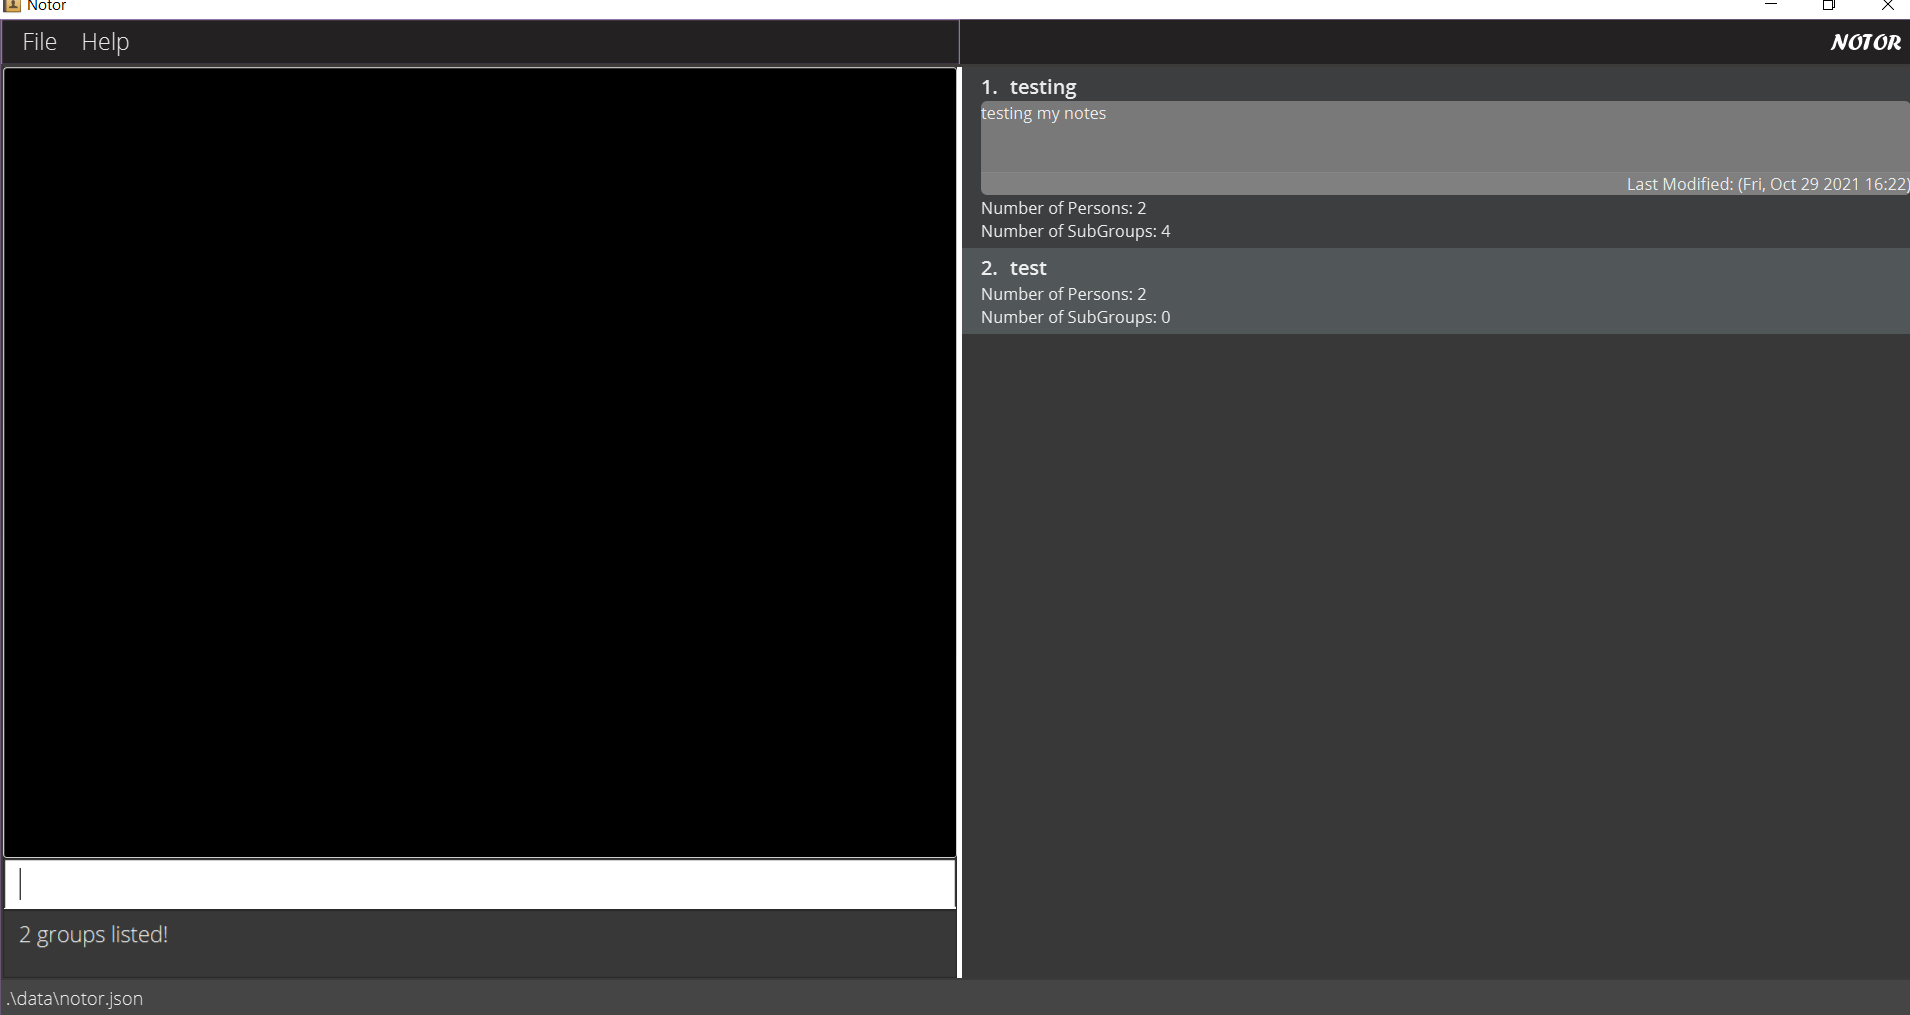 Notor
File Help
NOTOR
1. testing
testing my notes
Last Modified: (Fri, Oct 29 2021 16:22)
Number of Persons: 2
Number of SubGroups: 4
2. test
Number of Persons: 2
Number of SubGroups: 0
2 groups listed!
.\data\notor.json